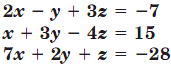 2x − y + 3z = −7
x + 3y − 4z = 15
7x + 2y + z = −28